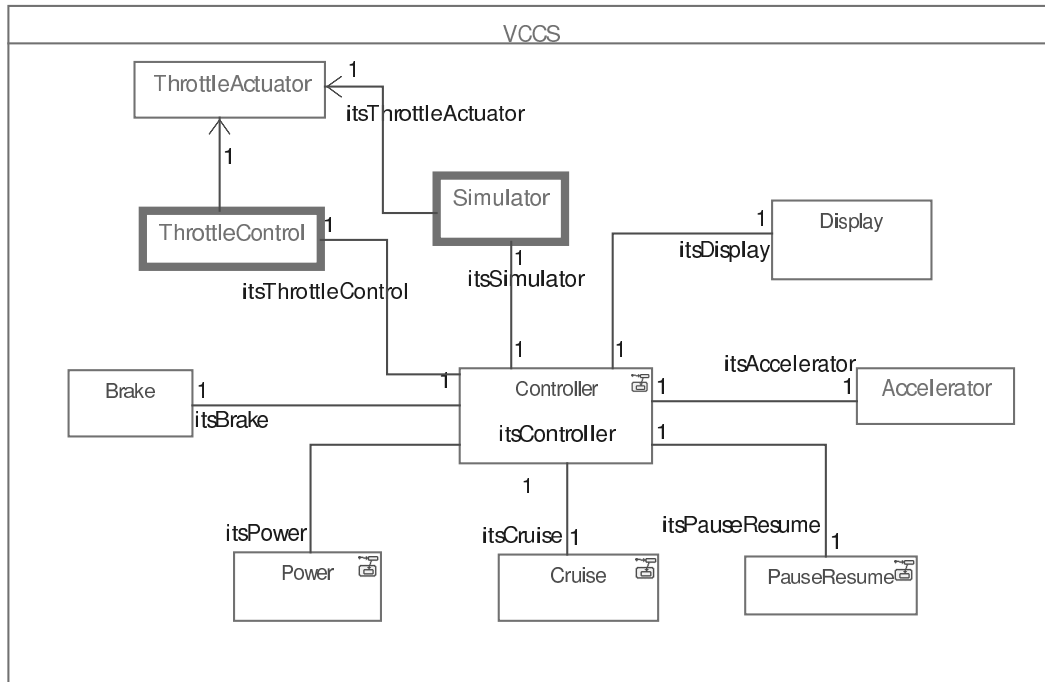 VCCS
ThrottleActuator
1
itsThrottleActuator
1
Simulator
ThrottleControl
1
1
itsSimulator
itsThrottleControl
Display
1
itsDisplay
1
1
1
Brake
1
itsBrake
Controller
itsController
itsAccelerator
1
1
Accelerator
1
1
itsPower
itsCruise
1
itsPauseResume
1
Power
Cruise
PauseResume